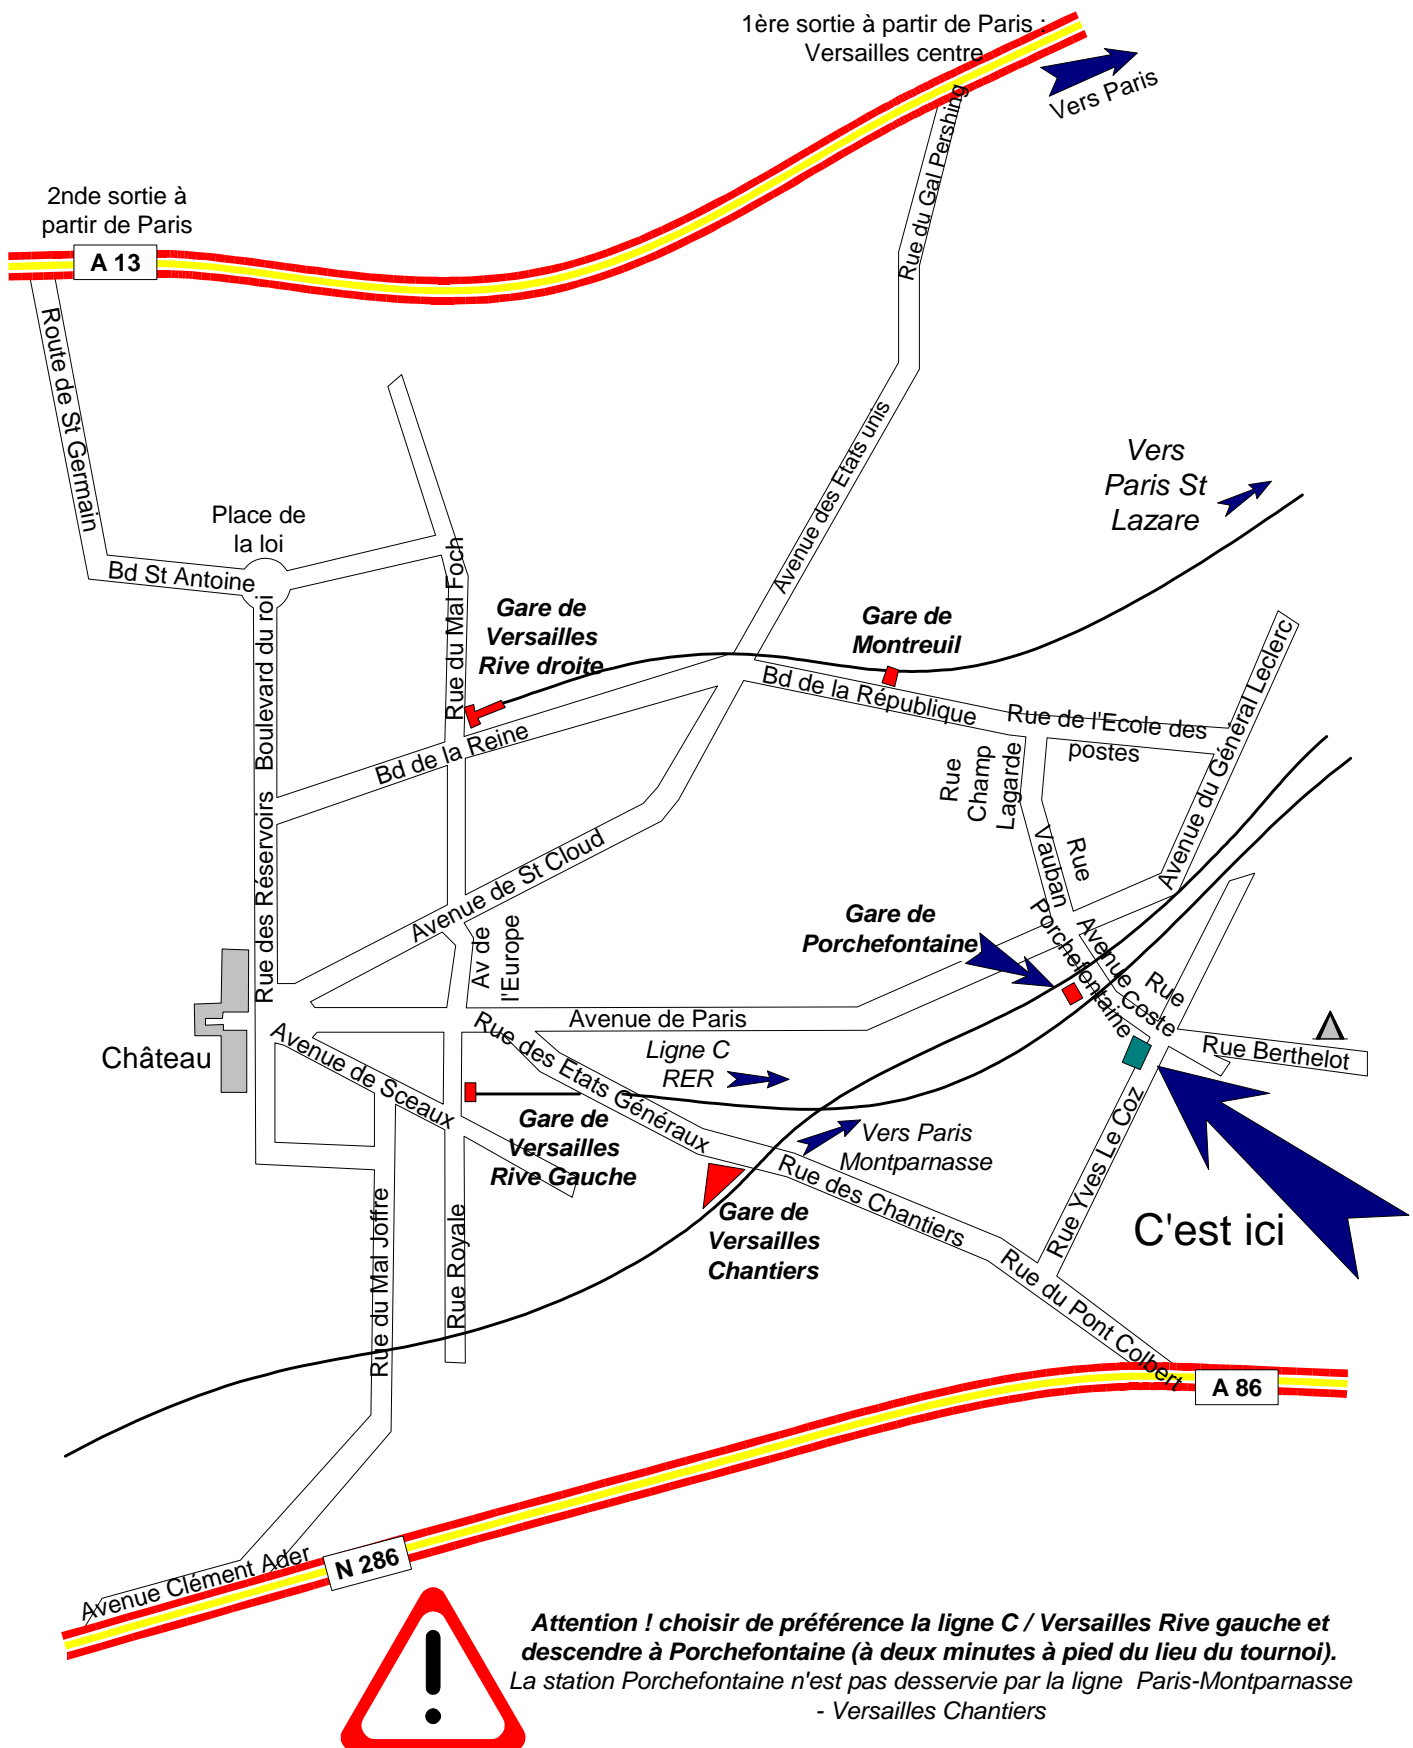 1ère sortie à partir de Paris :
Versailles centre
Vers Paris
Rue du Gal Pershing
2nde sortie à
partir de Paris
A 13
Route de St Germain
Avenue des Etats unis
Vers
Paris St
Lazare
Place de
la loi
Bd St Antoine
Rue du Mal Foch
Boulevard du roi
Gare de
Versailles
Rive droite
Gare de
Montreuil
Bd de la République
Rue de l'Ecole des
postes
Avenue du Général Leclerc
Bd de la Reine
Rue
Champ
Lagarde
Rue
Vauban
Rue des Réservoirs
Avenue de St Cloud
Av de
l'Europe
Gare de
Porchefontaine
Avenue Coste
Rue
Porchefontaine
Rue Berthelot
Château
Avenue de Paris
Avenue de Sceaux
Rue des Etats Généraux
Ligne C
RER
Gare de
Versailles
Rive Gauche
Vers Paris
Montparnasse
Rue des Chantiers
Gare de
Versailles
Chantiers
Rue Yves Le Coz
C'est ici
Rue du Mal Joffre
Rue Royale
Rue du Pont Colbert
A 86
Avenue Clément Ader
N 286
Attention ! choisir de préférence la ligne C / Versailles Rive gauche et
descendre à Porchefontaine (à deux minutes à pied du lieu du tournoi).
La station Porchefontaine n'est pas desservie par la ligne Paris-Montparnasse
- Versailles Chantiers